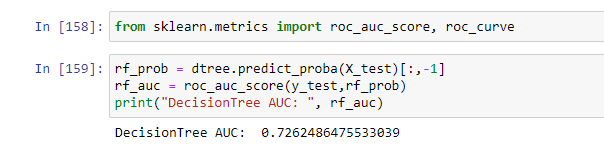 In [158]: from sklearn.metrics import roc_auc_score, roc_curve
In [159]: rf_prob = dtree.predict_proba(X_test)[:,-1]
rf_auc = roc_auc_score(y_test,rf_prob)
print("DecisionTree AUC: ", rf_auc)
DecisionTree AUC:  0.7262486475533039